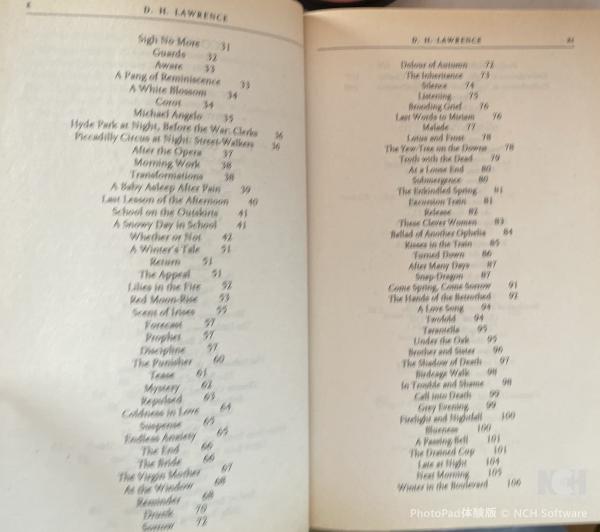 8
D. H. LAWRENCE
Sigh No More 31
Guards 32
Aware 33
A Pang of Reminiscence 33
A White Blossom 34
Corot 34
Michael Angelo 35
Hyde Park at Night, Before the War: Clerks 36
Piccadilly Circus at Night: Street-Walkers 36
After the Opera 37
Morning Work 38
Transformations 38
A Baby Asleep After Pain 39
Last Lesson of the Afternoon 40
School on the Outskirts 41
A Snowy Day in School 41
Whether or Not 42
A Winter's Tale 51
Return 51
The Appeal 51
Lilies in the Fire 52
Red Moon-Rise 53
Scent of Irises 55
Forecast 57
Prophet 57
Discipline 57
The Punisher 60
Tease 61
Mystery 62
Repulsed 63
Coldness in Love 64
Suspense 65
Endless Anxiety 65
The End 66
The Bride 66
The Virgin Mother 67
At the Window 68
Reminder 68
Drunk 70
Sorrow 72
D. H. LAWRENCE
Dolour of Autumn 72
The Inheritance 73
Silence 74
Listening 75
Brooding Grief 76
Last Words to Miriam 76
Malade 77
Lotus and Frost 78
The Yew-Tree on the Downs 78
Troth with the Dead 79
At a Loose End 80
Submergence 80
The Enkindled Spring 81
Excursion Train 81
Release 82
These Clever Women 83
Ballad of Another Ophelia 84
Kisses in the Train 85
Turned Down 86
After Many Days 87
Snap-Dragon 87
Come Spring, Come Sorrow 91
The Hands of the Betrothed 92
A Love Song 94
Twofold 94
Tarantella 95
Under the Oak 95
Brother and Sister 96
The Shadow of Death 97
Birdcage Walk 98
In Trouble and Shame 98
Call into Death 99
Grey Evening 99
Firelight and Nightfall 100
Blueness 100
A Passing-Bell 101
The Drained Cup 101
Late at Night 104
Next Morning 105
Winter in the Boulevard 106
NCH
PhotoPad体験版 © NCH Software